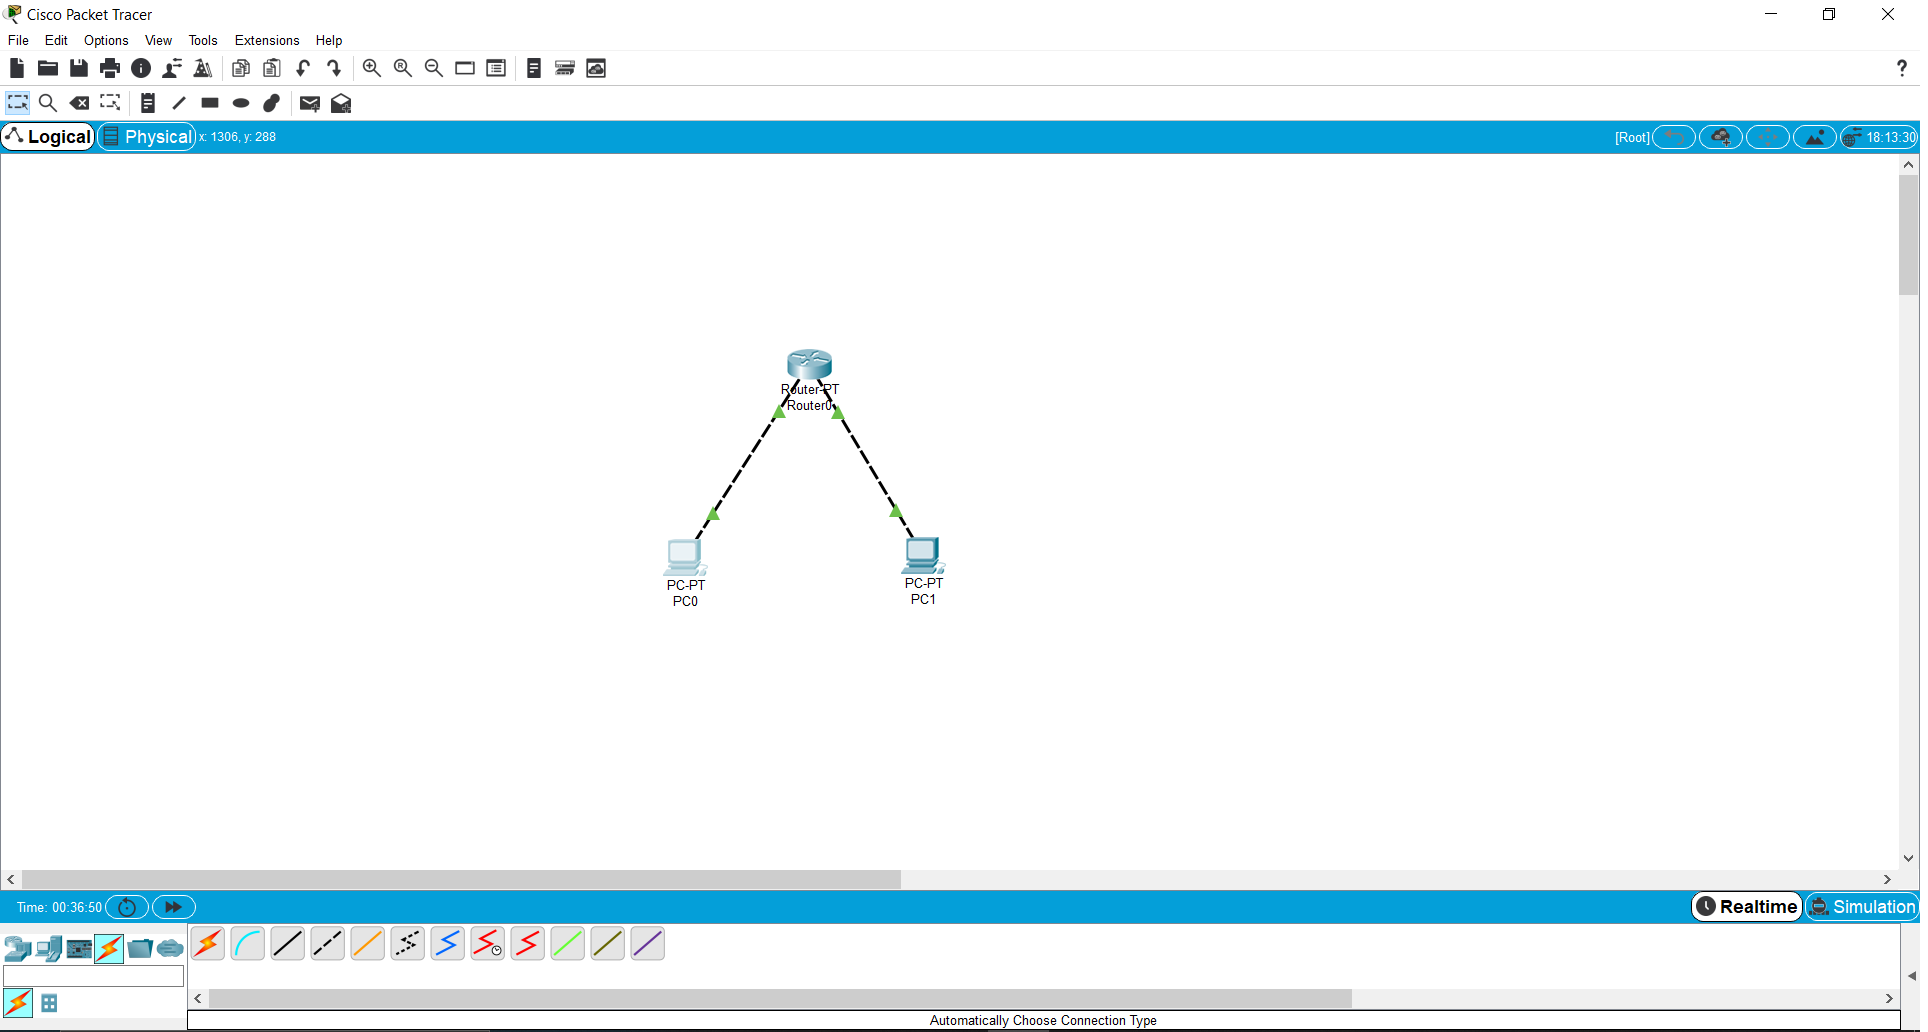 Cisco Packet Tracer
File Edit Options View Tools Extensions Help
?
Logical Physical x: 1306, y: 288 [Root] 18:13:30
Router-PT
Router0
PC-PT
PC0
PC-PT
PC1
Time: 00:36:50 Realtime Simulation
Automatically Choose Connection Type